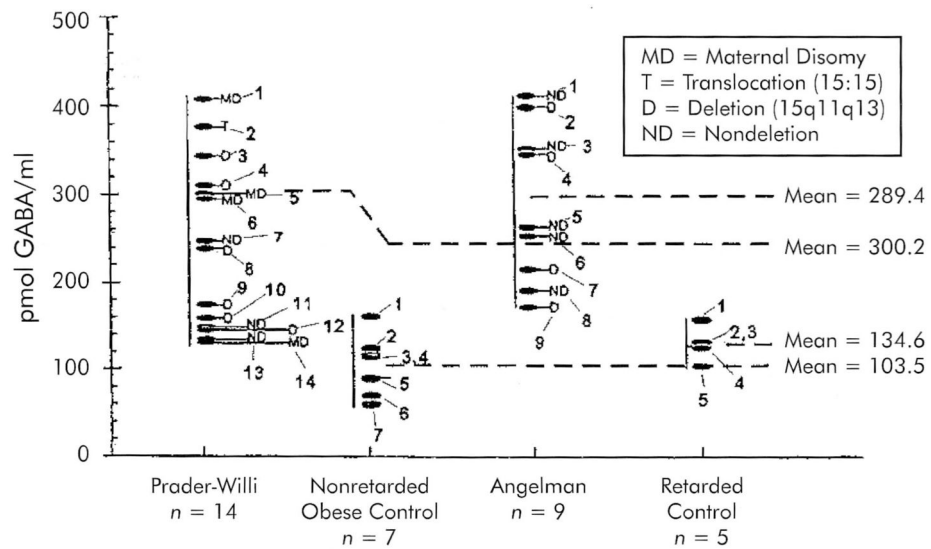 pmol GABA/ml
500
400
300
200
100
0
MD = Maternal Disomy
T = Translocation (15:15)
D = Deletion (15q11q13)
ND = Nondeletion
MD 1
T 2
D 3
D 4
MD 5
MD 6
ND 7
D 8
D 9
D 10
ND 11
D 12
ND 13
MD 14
1
2
3,4
5
6
7
ND 1
D 2
ND 3
D 4
ND 5
ND 6
D 7
ND 8
D 9
1
2,3
4
5
Mean = 289.4
Mean = 300.2
Mean = 134.6
Mean = 103.5
Prader-Willi
n = 14
Nonretarded
Obese Control
n = 7
Angelman
n = 9
Retarded
Control
n = 5